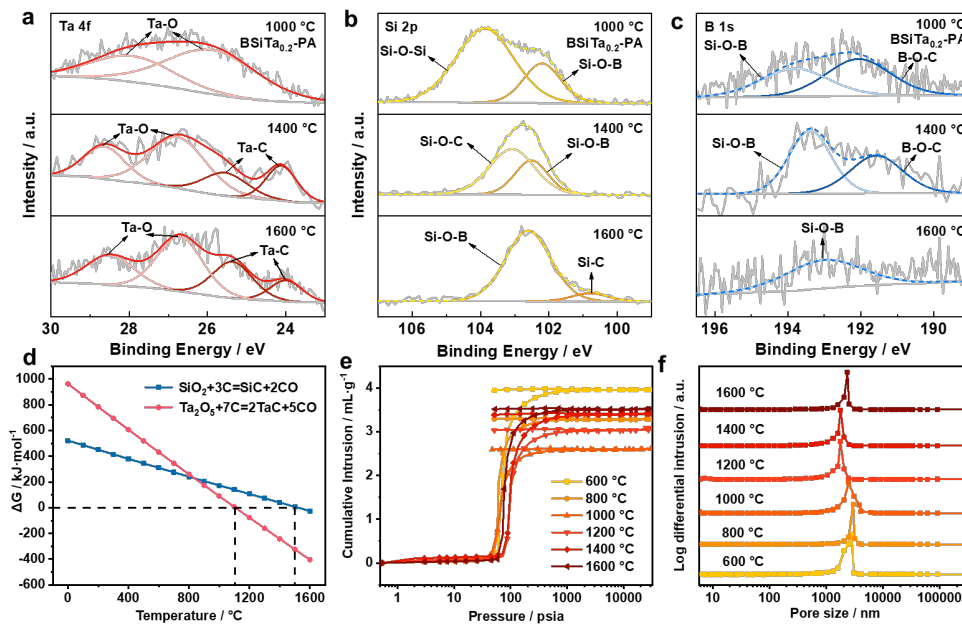 a
Ta 4f
Ta-O
1000 °C
BSiTa0.2-PA
Ta-O
1400 °C
Ta-C
Ta-O
1600 °C
Ta-C
Intensity / a.u.
30 28 26 24
Binding Energy / eV
b
Si 2p
1000 °C
BSiTa0.2-PA
Si-O-Si
Si-O-B
1400 °C
Si-O-C
Si-O-B
1600 °C
Si-O-B
Si-C
Intensity / a.u.
106 104 102 100
Binding Energy / eV
c
B 1s
1000 °C
BSiTa0.2-PA
Si-O-B
B-O-C
1400 °C
Si-O-B
B-O-C
1600 °C
Si-O-B
Intensity / a.u.
196 194 192 190
Binding Energy / eV
d
SiO2+3C=SiC+2CO
Ta2O5+7C=2TaC+5CO
ΔG / kJ·mol-1
1000
800
600
400
200
0
-200
-400
-600
0 400 800 1200 1600
Temperature / °C
e
Cumulative Intrusion / mL·g-1
4
3
2
1
0
600 °C
800 °C
1000 °C
1200 °C
1400 °C
1600 °C
1 10 100 1000 10000
Pressure / psia
f
Log differential intrusion / a.u.
1600 °C
1400 °C
1200 °C
1000 °C
800 °C
600 °C
10 100 1000 10000 100000
Pore size / nm